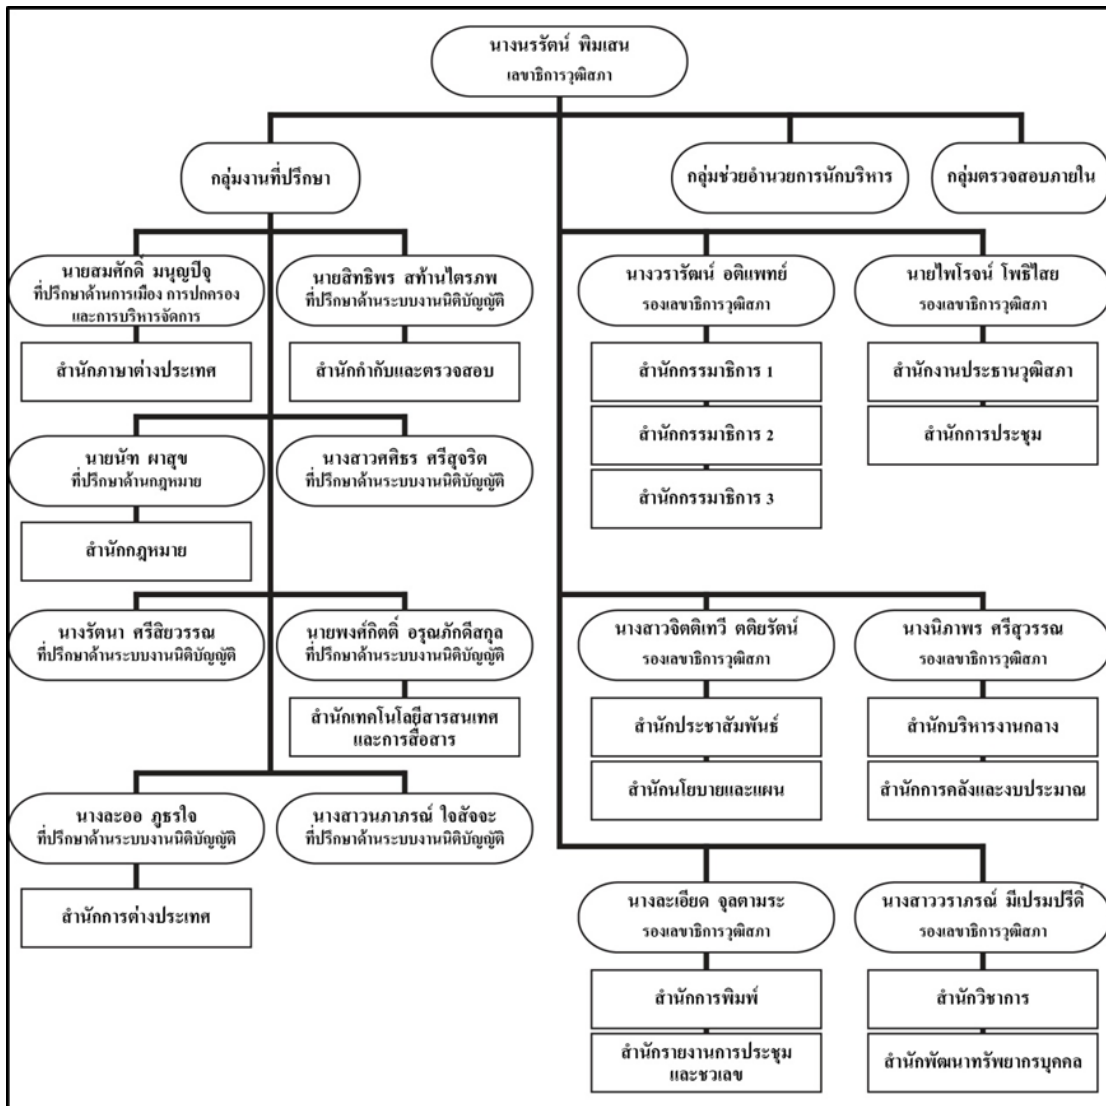 นางนรรัตน์ พิมเสน
เลขาธิการวุฒิสภา
กลุ่มงานที่ปรึกษา
กลุ่มช่วยอำนวยการนักบริหาร
กลุ่มตรวจสอบภายใน
นายสมศักดิ์ มนุญปิจุ
ที่ปรึกษาด้านการเมือง การปกครอง
และการบริหารจัดการ
สำนักภาษาต่างประเทศ
นายสิทธิพร สท้านไตรภพ
ที่ปรึกษาด้านระบบงานนิติบัญญัติ
สำนักกำกับและตรวจสอบ
นายนัฑ ผาสุข
ที่ปรึกษาด้านกฎหมาย
สำนักกฎหมาย
นางสาวศศิธร ศรีสุจริต
ที่ปรึกษาด้านระบบงานนิติบัญญัติ
นางรัตนา ศรีสิยวรรณ
ที่ปรึกษาด้านระบบงานนิติบัญญัติ
นายพงศ์กิตติ์ อรุณภักดีสกุล
ที่ปรึกษาด้านระบบงานนิติบัญญัติ
สำนักเทคโนโลยีสารสนเทศ
และการสื่อสาร
นางละออ ภูธรใจ
ที่ปรึกษาด้านระบบงานนิติบัญญัติ
สำนักการต่างประเทศ
นางสาวนภาภรณ์ ใจสัจจะ
ที่ปรึกษาด้านระบบงานนิติบัญญัติ
นางวรารัฒน์ อติแพทย์
รองเลขาธิการวุฒิสภา
สำนักกรรมาธิการ 1
สำนักกรรมาธิการ 2
สำนักกรรมาธิการ 3
นายไพโรจน์ โพธิไสย
รองเลขาธิการวุฒิสภา
สำนักงานประธานวุฒิสภา
สำนักการประชุม
นางสาวจิตติเทวี ตติยรัตน์
รองเลขาธิการวุฒิสภา
สำนักประชาสัมพันธ์
สำนักนโยบายและแผน
นางนิภาพร ศรีสุวรรณ
รองเลขาธิการวุฒิสภา
สำนักบริหารงานกลาง
สำนักการคลังและงบประมาณ
นางละเอียด จุลตามระ
รองเลขาธิการวุฒิสภา
สำนักการพิมพ์
สำนักรายงานการประชุม
และชวเลข
นางสาววราภรณ์ มีเปรมปรีดิ์
รองเลขาธิการวุฒิสภา
สำนักวิชาการ
สำนักพัฒนาทรัพยากรบุคคล